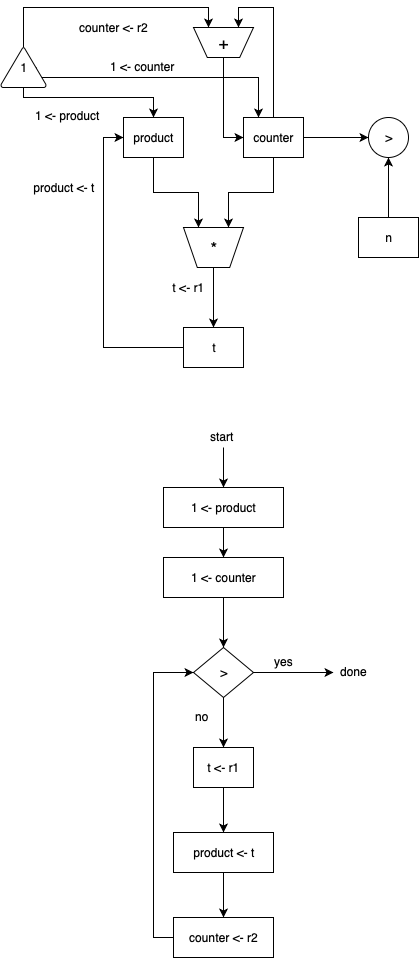 counter <- r2
+
1
1 <- counter
1 <- product
product
counter
>
product <- t
n
*
t <- r1
t
start
1 <- product
1 <- counter
>
yes
done
no
t <- r1
product <- t
counter <- r2